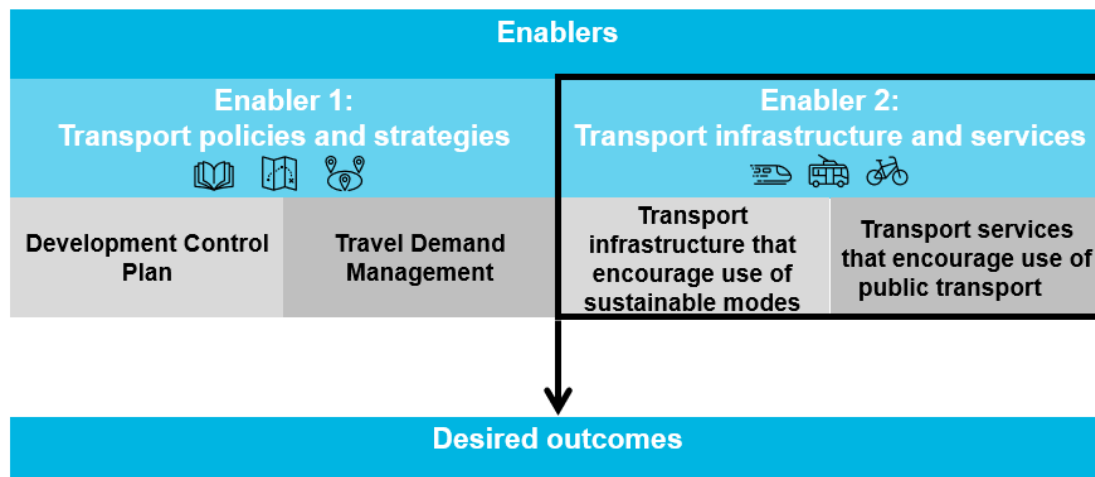 Enablers
Enabler 1:
Transport policies and strategies
Enabler 2:
Transport infrastructure and services
Development Control
Plan
Travel Demand
Management
Transport
infrastructure that
encourage use of
sustainable modes
Transport services
that encourage use of
public transport
Desired outcomes